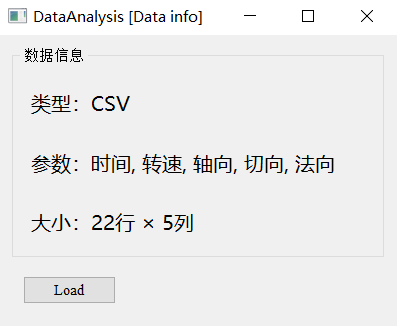 DataAnalysis [Data info]
数据信息
类型：CSV
参数：时间, 转速, 轴向, 切向, 法向
大小：22行 × 5列
Load